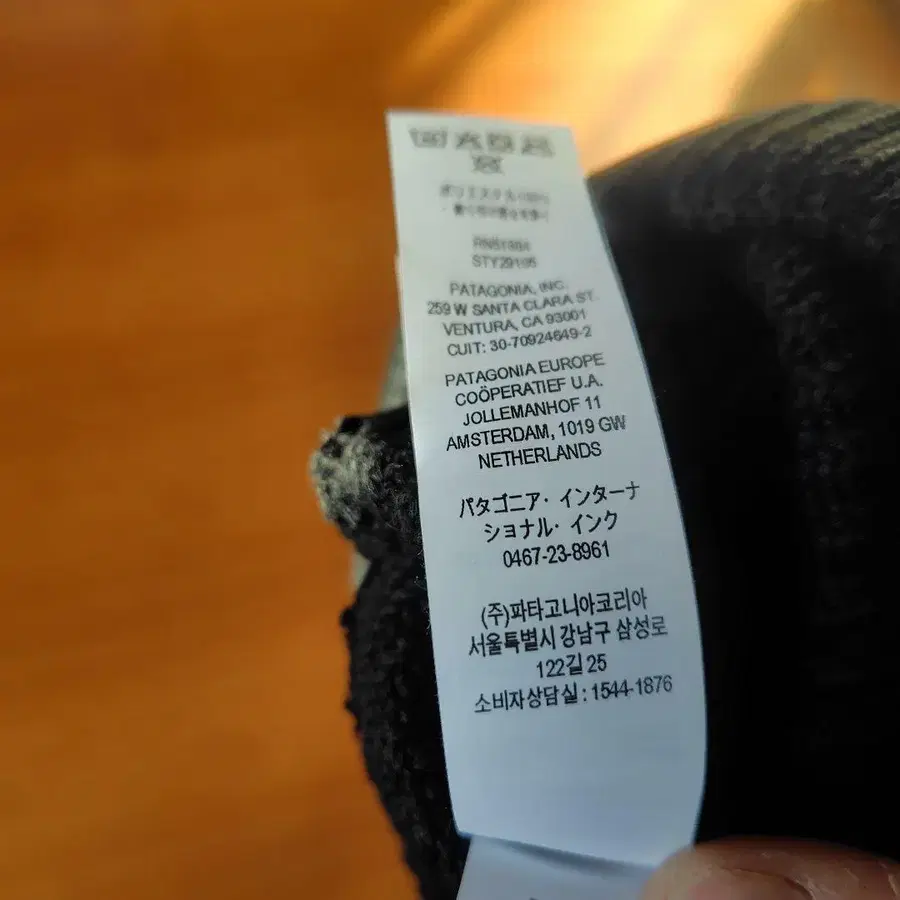 RN51884
STY29195
PATAGONIA, INC.
259 W SANTA CLARA ST.
VENTURA, CA 93001
CUIT: 30-70924649-2
PATAGONIA EUROPE
COÖPERATIEF U.A.
JOLLEMANHOF 11
AMSTERDAM, 1019 GW
NETHERLANDS
パタゴニア・インターナ
ショナル・インク
0467-23-8961
(주)파타고니아코리아
서울특별시 강남구 삼성로
122길 25
소비자상담실 : 1544-1876